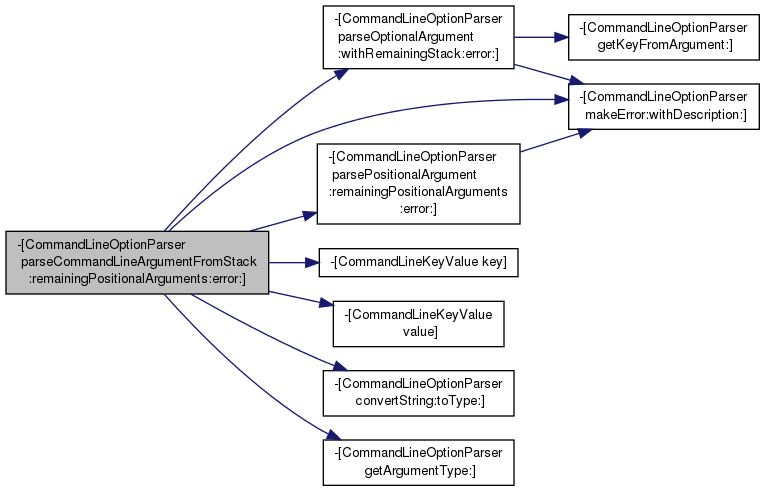 -[CommandLineOptionParser
parseCommandLineArgumentFromStack
:remainingPositionalArguments:error:]
-[CommandLineOptionParser
parseOptionalArgument
:withRemainingStack:error:]
-[CommandLineOptionParser
getKeyFromArgument:]
-[CommandLineOptionParser
makeError:withDescription:]
-[CommandLineOptionParser
parsePositionalArgument
:remainingPositionalArguments
:error:]
-[CommandLineKeyValue key]
-[CommandLineKeyValue
value]
-[CommandLineOptionParser
convertString:toType:]
-[CommandLineOptionParser
getArgumentType:]